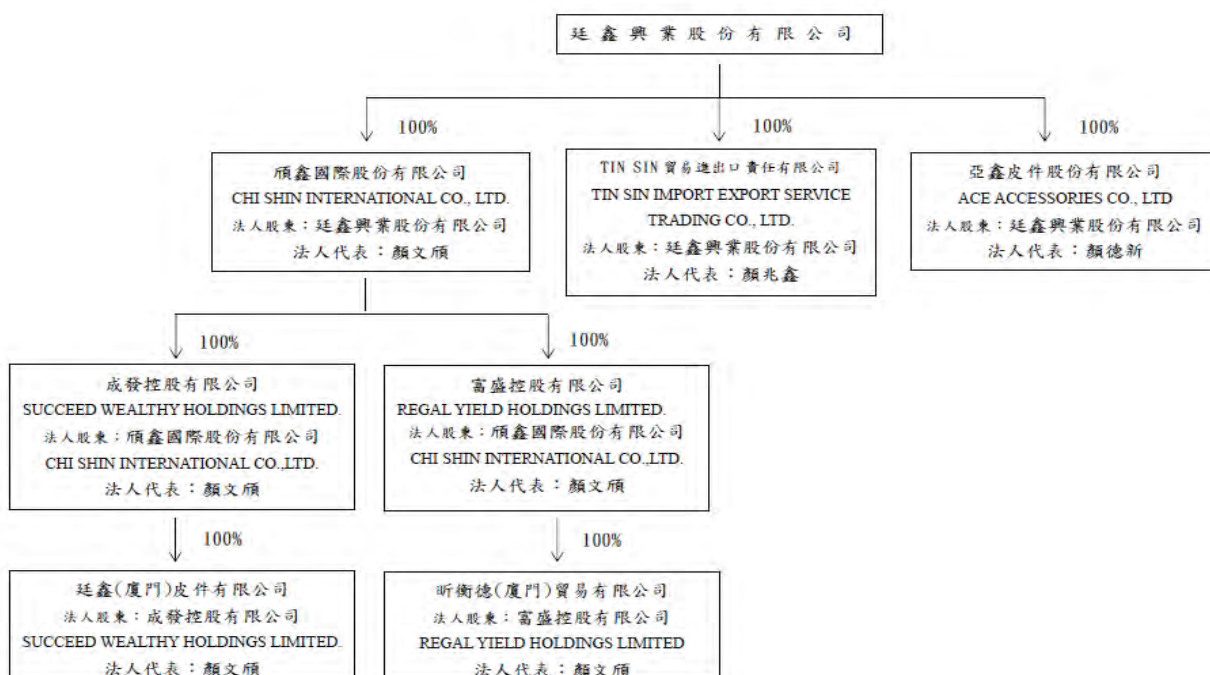 廷鑫興業股份有限公司
100%
100%
100%
頎鑫國際股份有限公司
CHI SHIN INTERNATIONAL CO., LTD.
法人股東：廷鑫興業股份有限公司
法人代表：顏文頎
TIN SIN 貿易進出口責任有限公司
TIN SIN IMPORT EXPORT SERVICE
TRADING CO., LTD.
法人股東：廷鑫興業股份有限公司
法人代表：顏兆鑫
亞鑫皮件股份有限公司
ACE ACCESSORIES CO., LTD
法人股東：廷鑫興業股份有限公司
法人代表：顏德新
100%
100%
成發控股有限公司
SUCCEED WEALTHY HOLDINGS LIMITED.
法人股東：頎鑫國際股份有限公司
CHI SHIN INTERNATIONAL CO.,LTD.
法人代表：顏文頎
富盛控股有限公司
REGAL YIELD HOLDINGS LIMITED.
法人股東：頎鑫國際股份有限公司
CHI SHIN INTERNATIONAL CO.,LTD.
法人代表：顏文頎
100%
100%
廷鑫(廈門)皮件有限公司
法人股東：成發控股有限公司
SUCCEED WEALTHY HOLDINGS LIMITED.
法人代表：顏文頎
昕衡德(廈門)貿易有限公司
法人股東：富盛控股有限公司
REGAL YIELD HOLDINGS LIMITED
法人代表：顏文頎